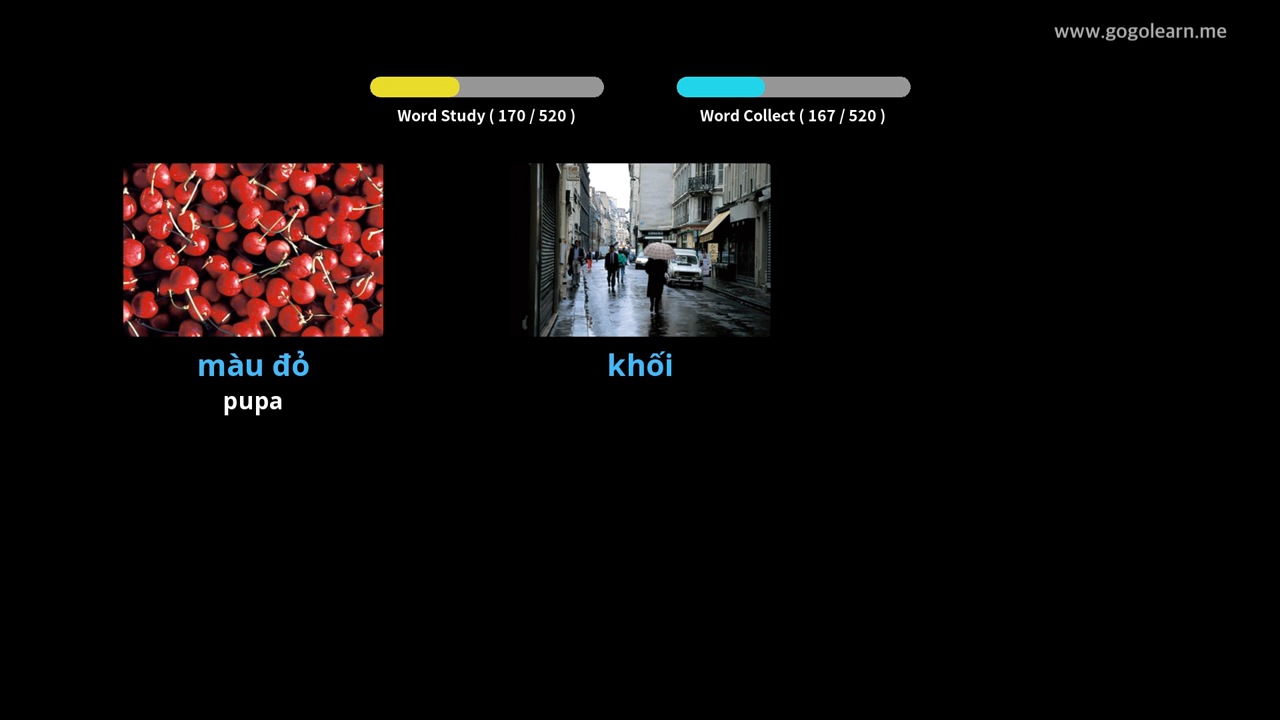 www.gogolearn.me
Word Study ( 170 / 520 )
Word Collect ( 167 / 520 )
màu đỏ
khối
pupa